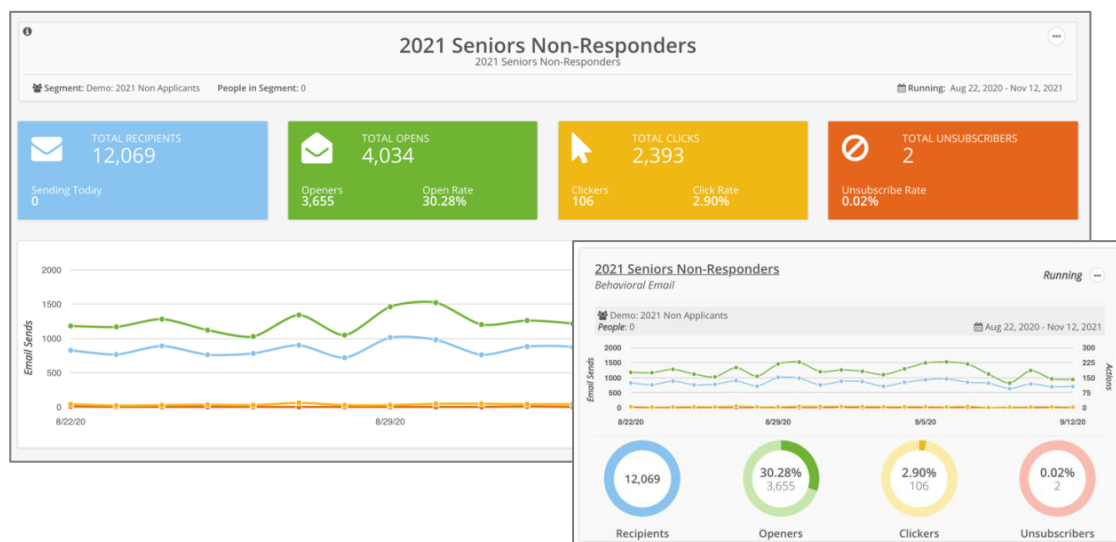 2021 Seniors Non-Responders
2021 Seniors Non-Responders
Segment: Demo: 2021 Non Applicants People in Segment: 0 Running: Aug 22, 2020 - Nov 12, 2021
TOTAL RECIPIENTS
12,069
Sending Today
0
TOTAL OPENS
4,034
Openers Open Rate
3,655 30.28%
TOTAL CLICKS
2,393
Clickers Click Rate
106 2.90%
TOTAL UNSUBSCRIBERS
2
Unsubscribe Rate
0.02%
2000
1500
1000
500
0
Email Sends
8/22/20 8/29/20
2021 Seniors Non-Responders
Behavioral Email
Running
Demo: 2021 Non Applicants
People: 0 Aug 22, 2020 - Nov 12, 2021
2000 300
1500 225
1000 150
500 75
0 0
Email Sends
Actions
8/22/20 8/29/20 9/5/20 9/12/20
12,069
30.28%
3,655
2.90%
106
0.02%
2
Recipients Openers Clickers Unsubscribers